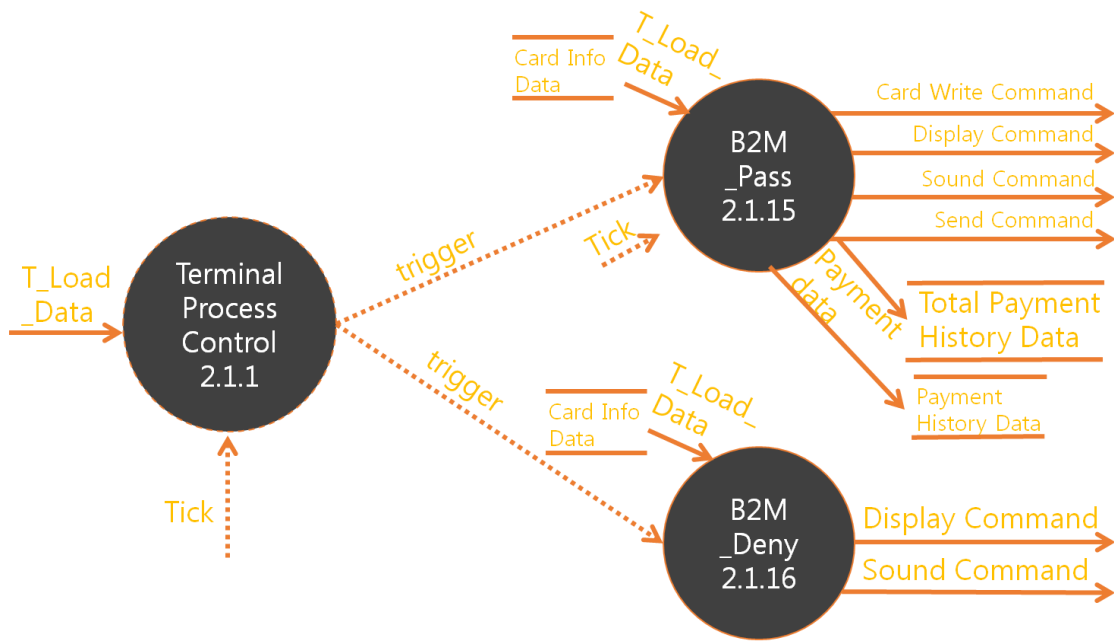 T_Load
_Data
Terminal
Process
Control
2.1.1
Tick
trigger
trigger
Card Info
Data
T_Load_
Data
B2M
_Pass
2.1.15
Tick
Card Write Command
Display Command
Sound Command
Send Command
Payment
data
Total Payment
History Data
Payment
History Data
Card Info
Data
T_Load_
Data
B2M
_Deny
2.1.16
Display Command
Sound Command